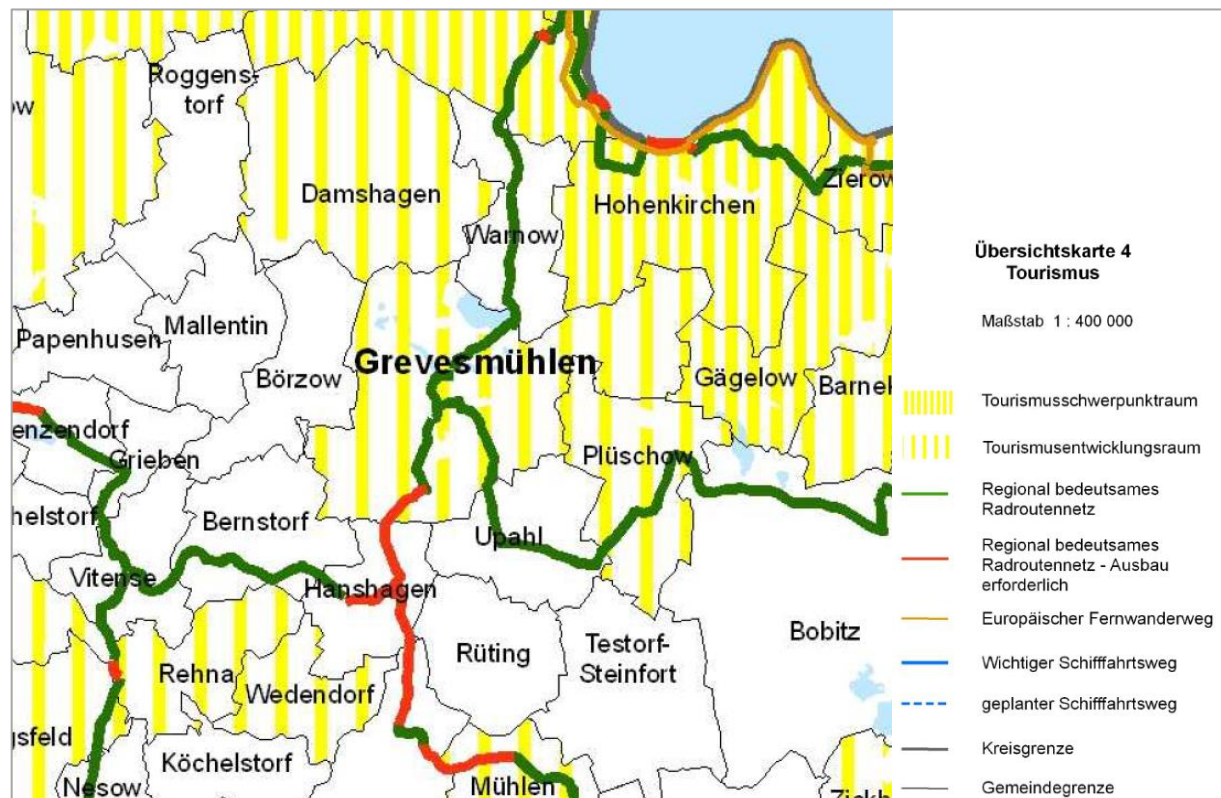 Roggens-
torf
ow
Damshagen
Hohenkirchen
Zierow
Warnow
Papenhusen
Mallentin
Börzow
Grevesmühlen
Gägelow
Barnek
enzendorf
Grieben
Plüschow
helstorf
Bernstorf
Upahl
Vitense
Hanshagen
Bobitz
Rüting
Testorf-
Steinfort
Rehna
Wedendorf
gsfeld
Köchelstorf
Nesow
Mühlen
Übersichtskarte 4
Tourismus
Maßstab 1 : 400 000
Tourismusschwerpunktraum
Tourismusentwicklungsraum
Regional bedeutsames
Radroutennetz
Regional bedeutsames
Radroutennetz - Ausbau
erforderlich
Europäischer Fernwanderweg
Wichtiger Schifffahrtsweg
geplanter Schifffahrtsweg
Kreisgrenze
Gemeindegrenze